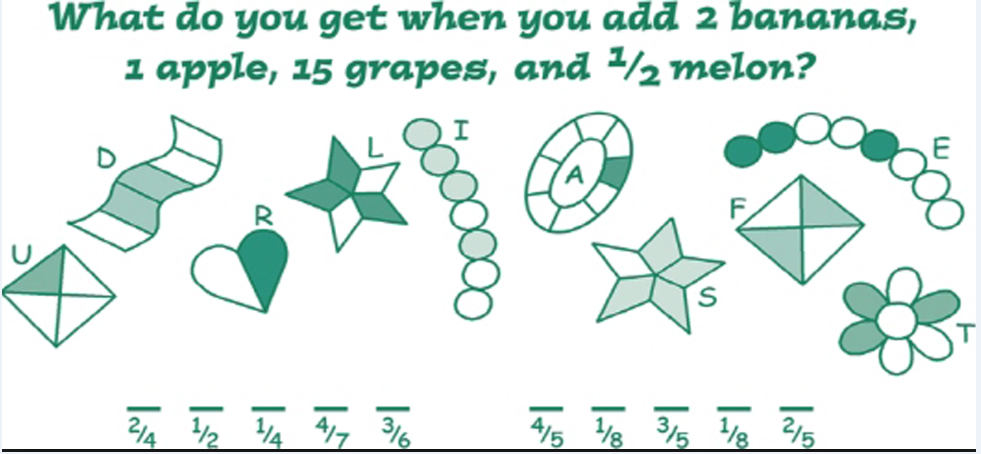 What do you get when you add 2 bananas,
1 apple, 15 grapes, and 1/2 melon?
D L I A E
U R S F T
2/4 1/2 1/4 4/7 3/6 4/5 1/8 3/5 1/8 2/5